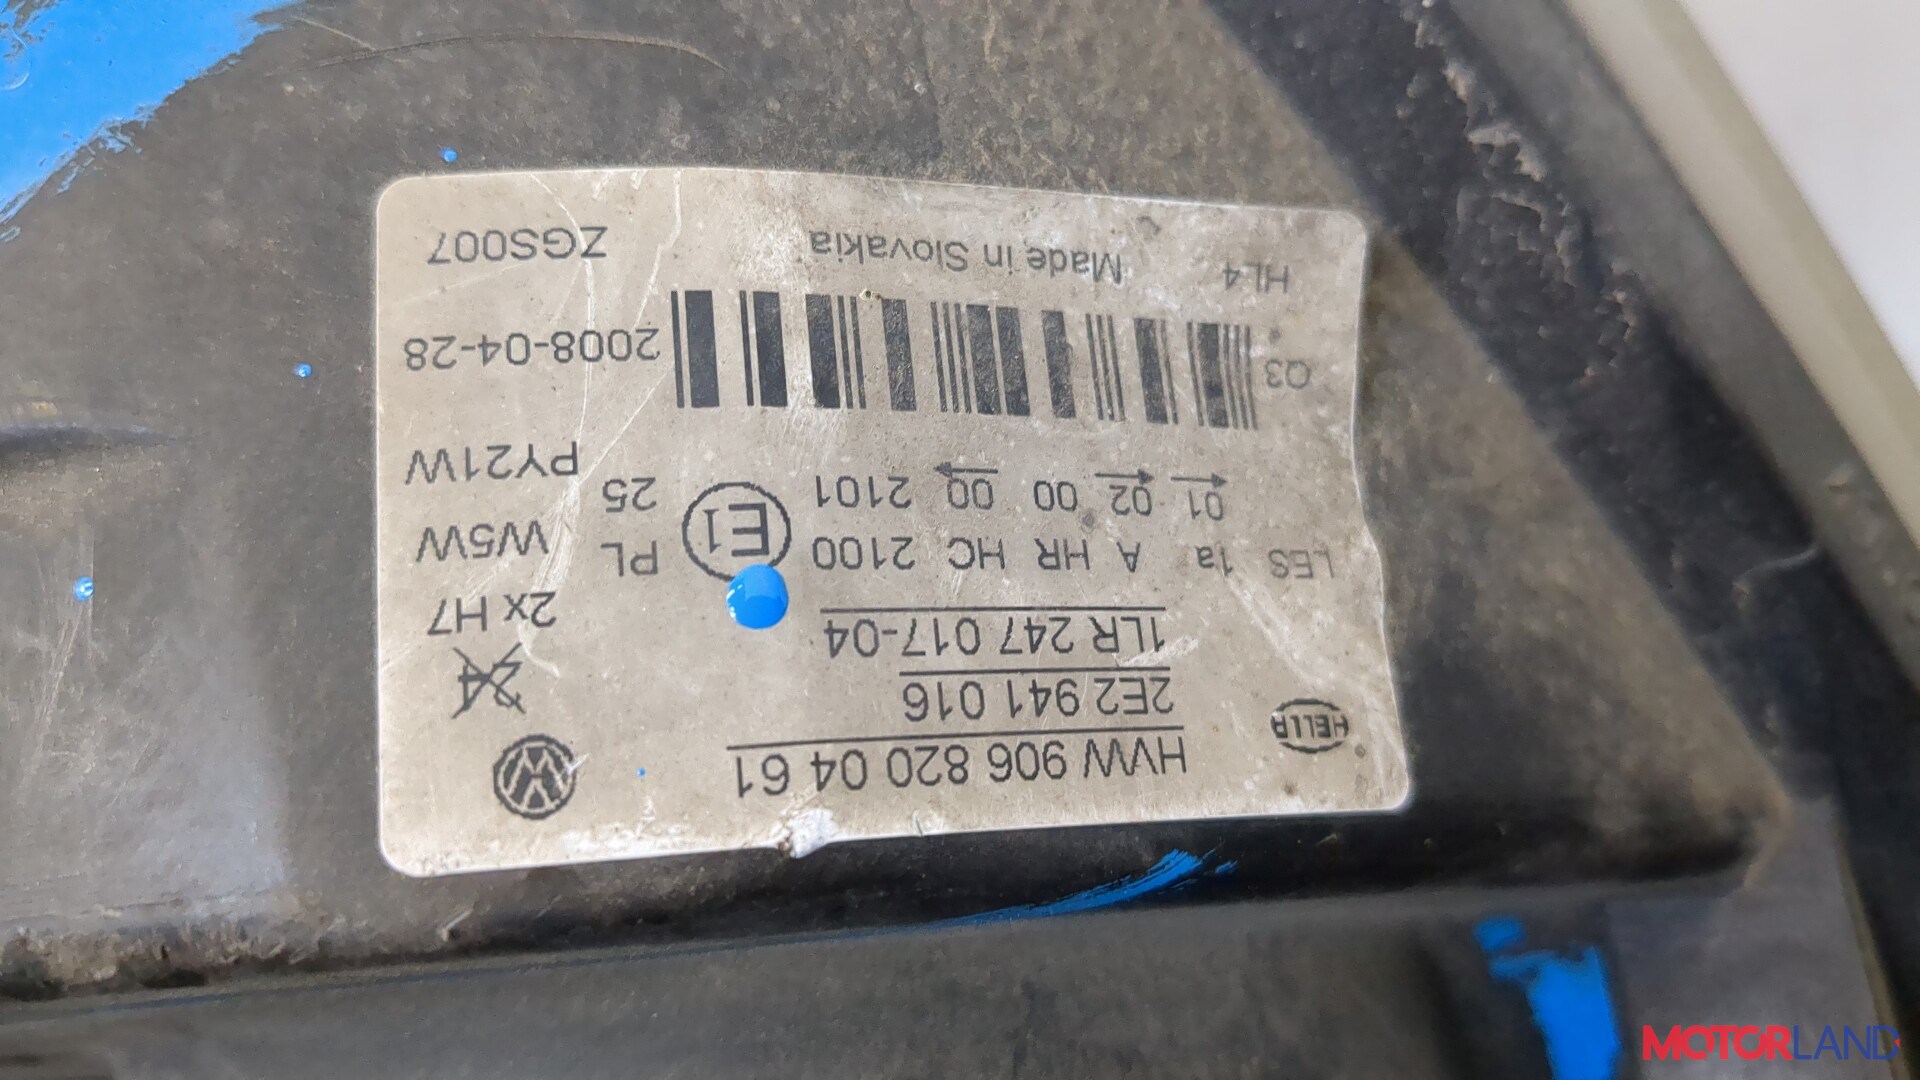 HVW 906 820 04 61
HELLA
2E2 941 016
24
1LR 247 017-04
2x H7
LES 1a A HR HC 2100 E1 PL W5W
01 02 00 00 2101 25 PY21W
Q3 2008-04-28
HL4 Made in Slovakia ZGS007
MOTORLAND